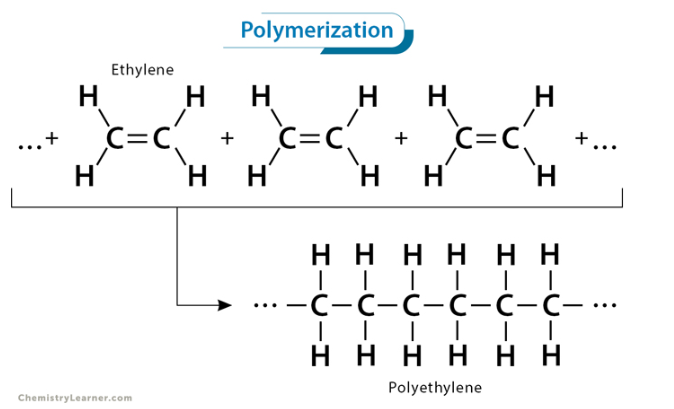 Polymerization
Ethylene
H H H H H H
...+ C=C + C=C + C=C +...
H H H H H H
H H H H H H
... —C—C—C—C—C—C— ...
H H H H H H
Polyethylene
ChemistryLearner.com